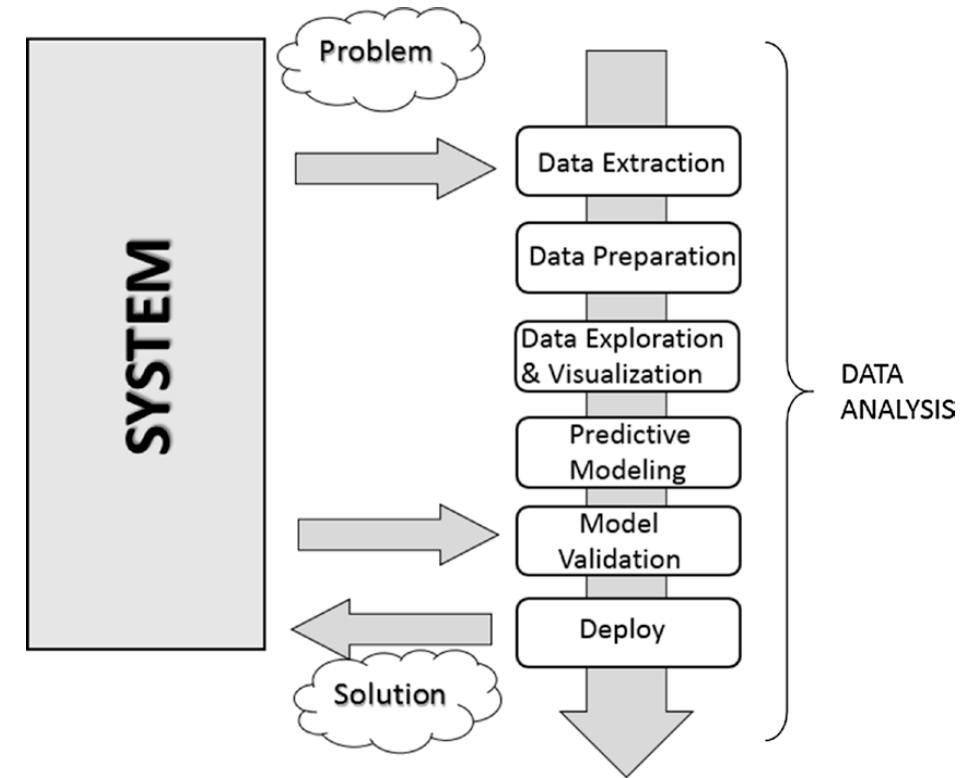 Problem
SYSTEM
Data Extraction
Data Preparation
Data Exploration
& Visualization
Predictive
Modeling
Model
Validation
Deploy
Solution
DATA
ANALYSIS